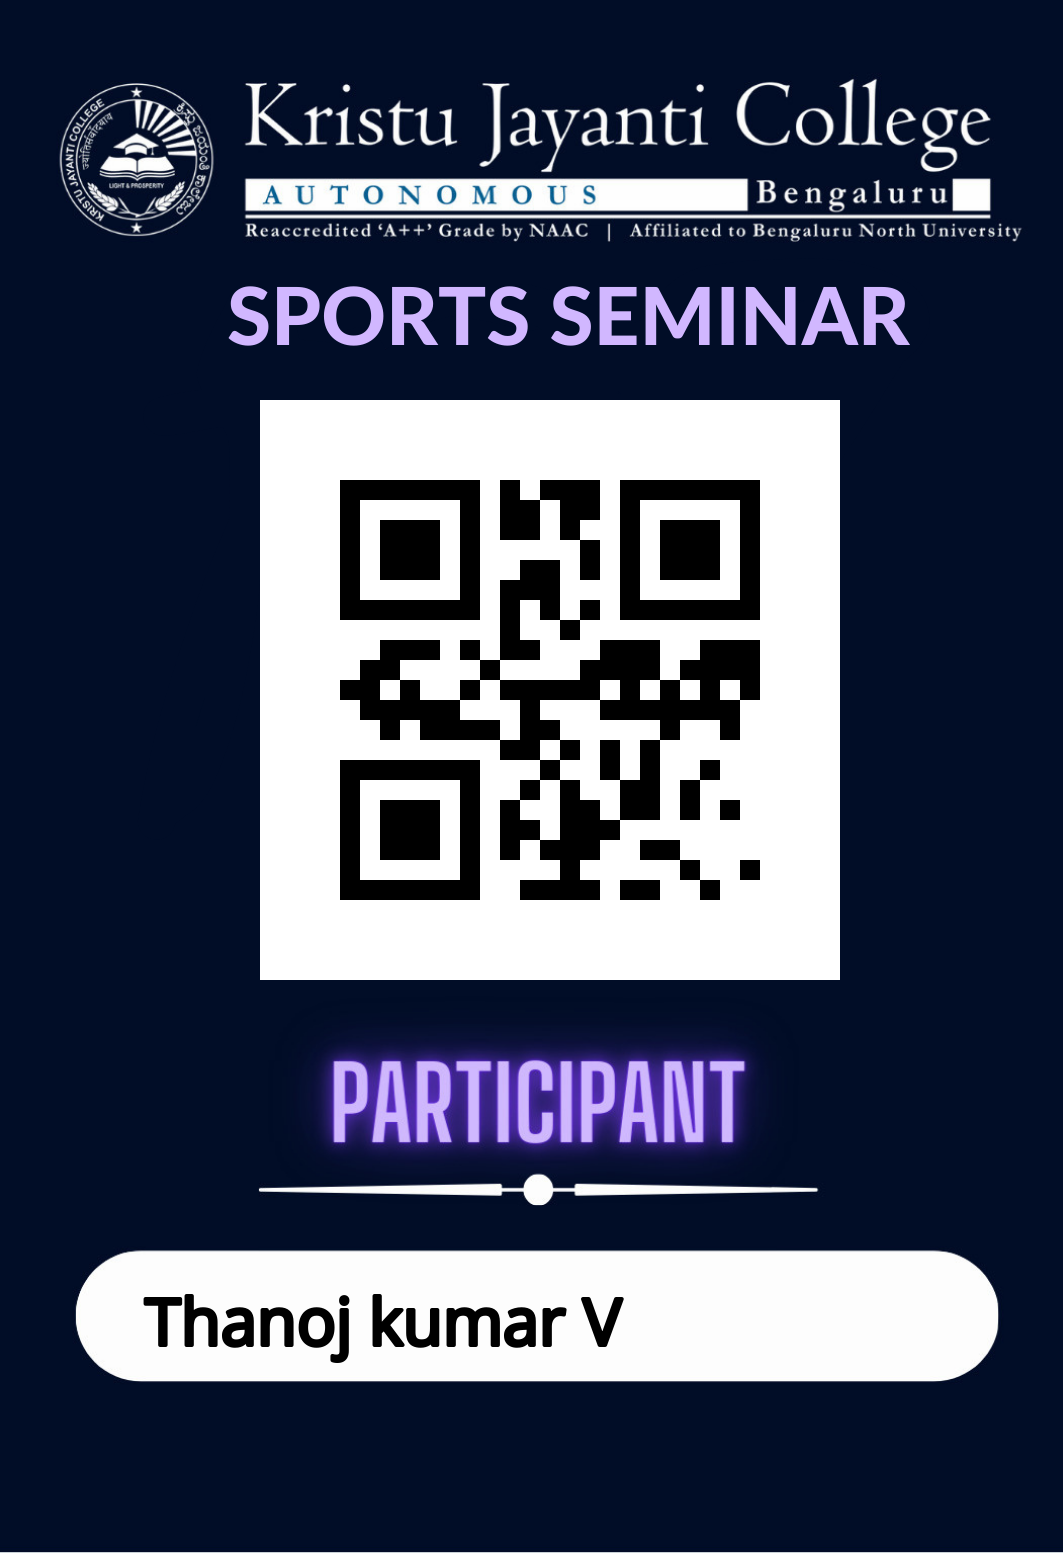 KRISTU JAYANTI COLLEGE
ಕ್ರಿಸ್ತು ಜಯಂತಿ ಕಾಲೇಜು
LIGHT & PROSPERITY
Kristu Jayanti College
AUTONOMOUS Bengaluru
Reaccredited ‘A++’ Grade by NAAC | Affiliated to Bengaluru North University
SPORTS SEMINAR
PARTICIPANT
Thanoj kumar V